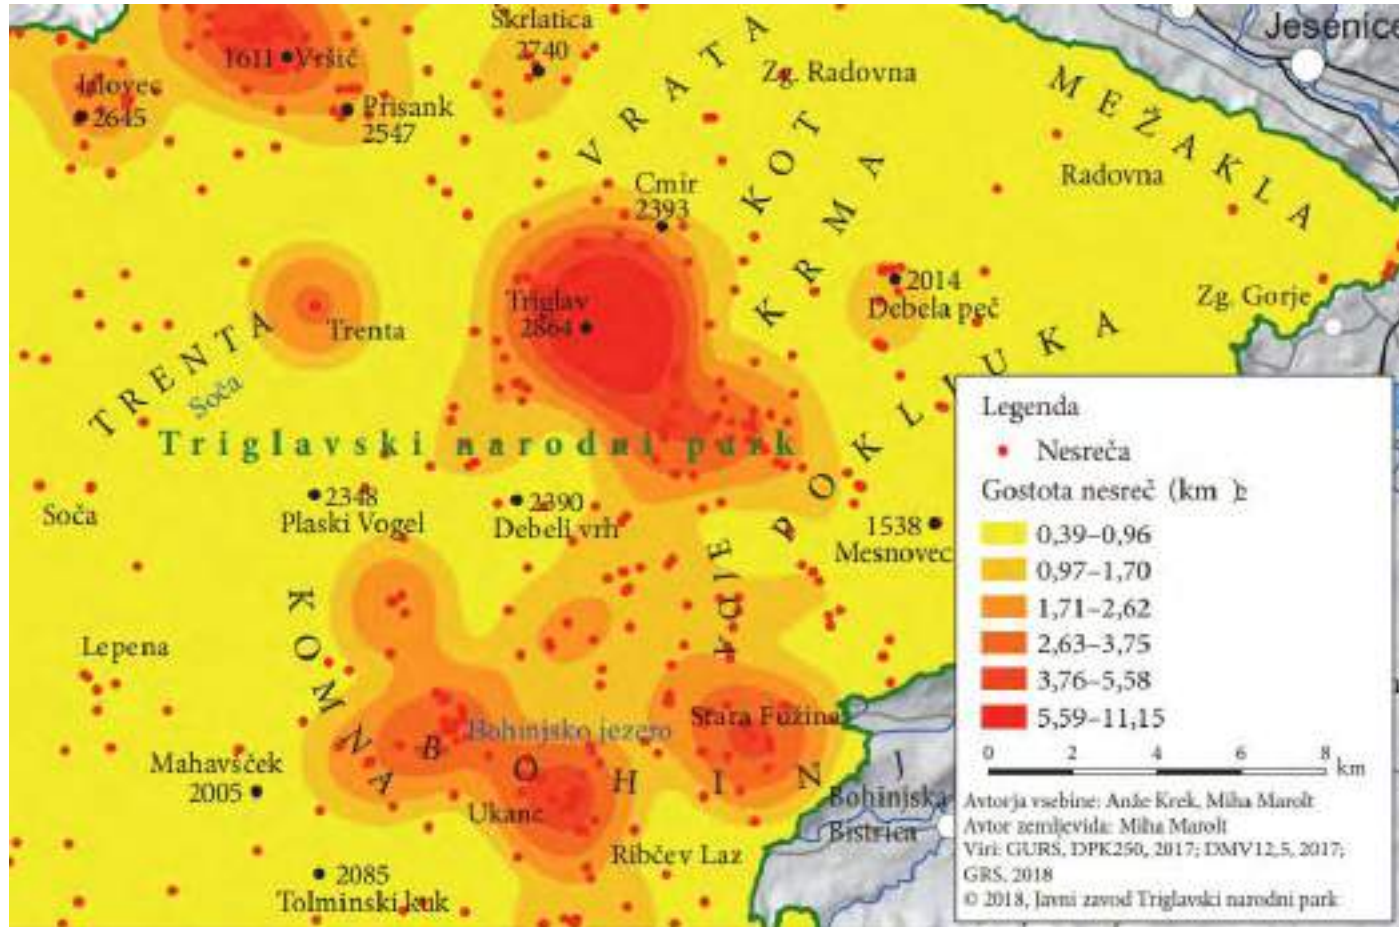 Škrlatica
2740
Jesenice
1611 Vršič
Jalovec
2645
Prisank
2547
VRATA
Zg. Radovna
MEŽAKLA
KOT
KRMA
Radovna
Cmir
2393
2014
Debela peč
Zg. Gorje
Triglav
2864
Trenta
TRENTA
Soča
POKLJUKA
Triglavski narodni park
2348
Plaski Vogel
2390
Debeli vrh
Soča
1538
Mesnovec
KOMNA
Lepena
Stara Fužina
Bohinjsko jezero
BOHINJ
Mahavšček
2005
Ukanc
Bohinjska
Bistrica
Ribčev Laz
2085
Tolminski kuk
Legenda
Nesreča
Gostota nesreč (km )2
0,39–0,96
0,97–1,70
1,71–2,62
2,63–3,75
3,76–5,58
5,59–11,15
0 2 4 6 8 km
Avtorja vsebine: Anže Krek, Miha Marolt
Avtor zemljevida: Miha Marolt
Viri: GURS, DPK250, 2017; DMV12,5, 2017;
GRS, 2018
© 2018, Javni zavod Triglavski narodni park